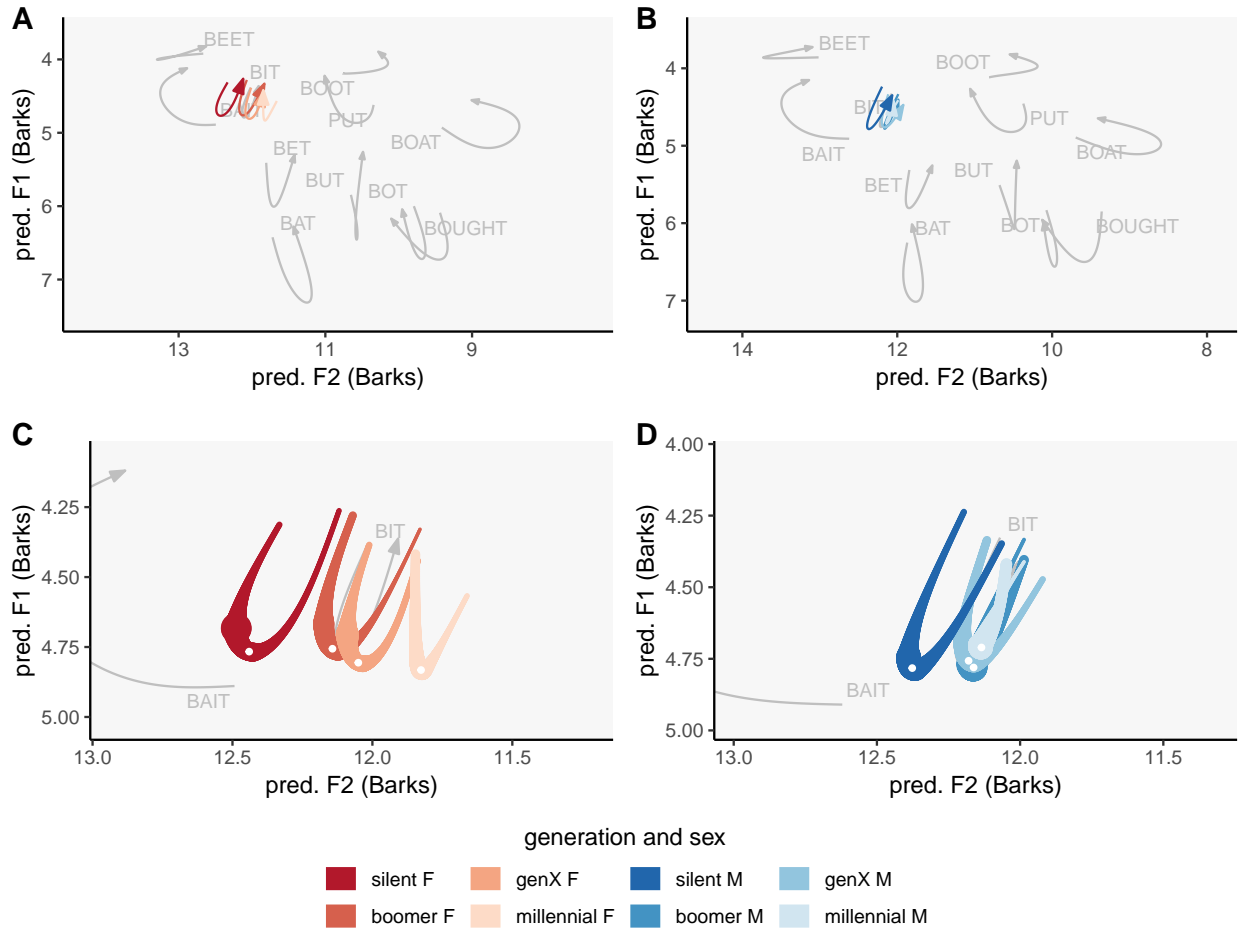 A
BEET
BIT
BOOT
BAIT
PUT
BOAT
BET
BUT
BOT
BAT
BOUGHT
4
5
6
7
13
11
9
pred. F1 (Barks)
pred. F2 (Barks)
B
BEET
BOOT
BIT
PUT
BAIT
BOAT
BET
BUT
BAT
BOT
BOUGHT
4
5
6
7
14
12
10
8
pred. F1 (Barks)
pred. F2 (Barks)
C
BIT
BAIT
4.25
4.50
4.75
5.00
13.0
12.5
12.0
11.5
pred. F1 (Barks)
pred. F2 (Barks)
D
BIT
BAIT
4.00
4.25
4.50
4.75
5.00
13.0
12.5
12.0
11.5
pred. F1 (Barks)
pred. F2 (Barks)
generation and sex
silent F
genX F
silent M
genX M
boomer F
millennial F
boomer M
millennial M